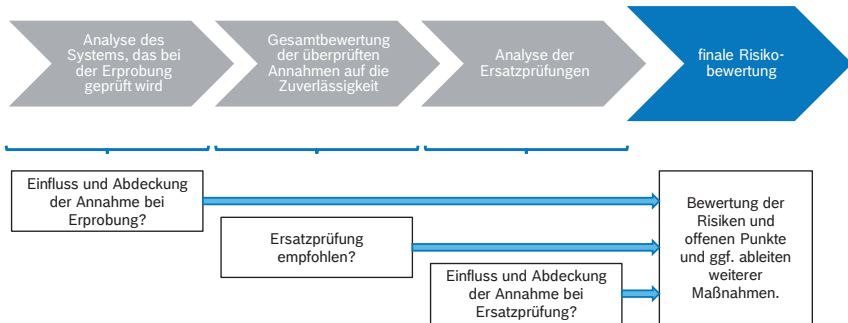 Analyse des
Systems, das bei
der Erprobung
geprüft wird
Gesamtbewertung
der überprüften
Annahmen auf die
Zuverlässigkeit
Analyse der
Ersatzprüfungen
finale Risiko-
bewertung
Einfluss und Abdeckung
der Annahme bei
Erprobung?
Ersatzprüfung
empfohlen?
Einfluss und Abdeckung
der Annahme bei
Ersatzprüfung?
Bewertung der
Risiken und
offenen Punkte
und ggf. ableiten
weiterer
Maßnahmen.